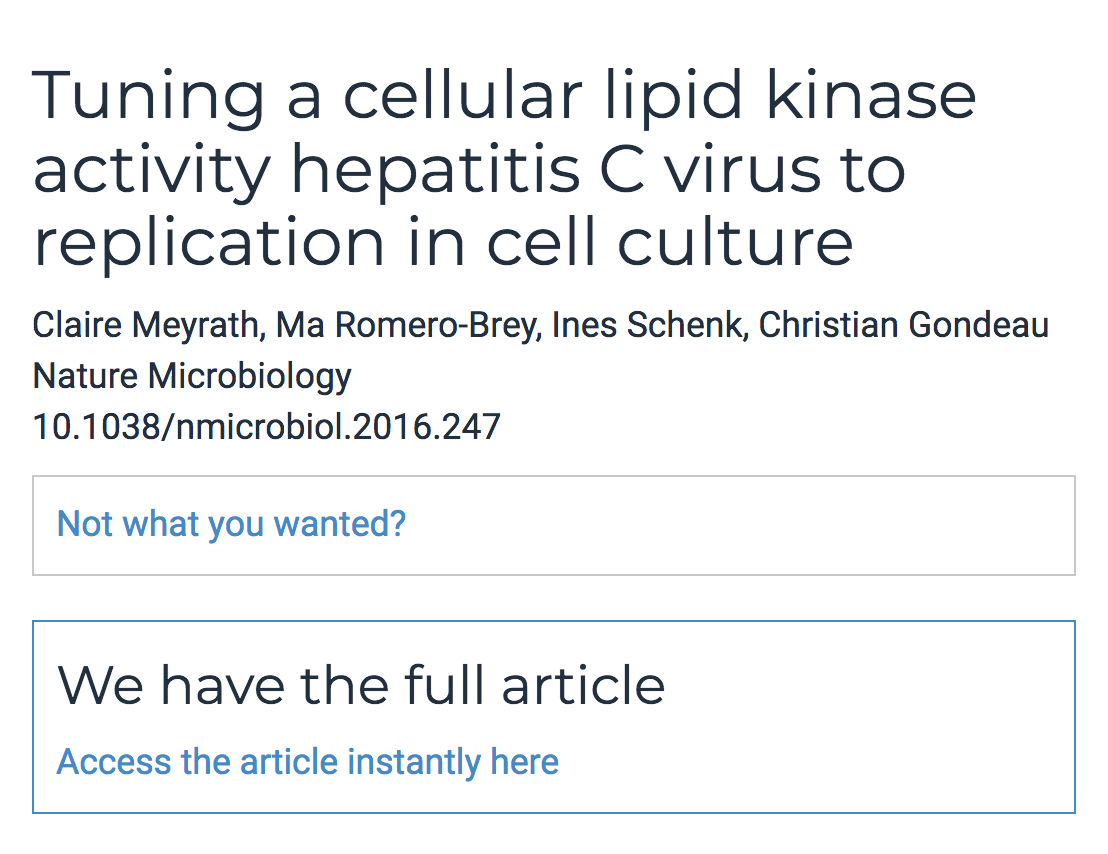 Tuning a cellular lipid kinase
activity hepatitis C virus to
replication in cell culture
Claire Meyrath, Ma Romero-Brey, Ines Schenk, Christian Gondeau
Nature Microbiology
10.1038/nmicrobiol.2016.247
Not what you wanted?
We have the full article
Access the article instantly here